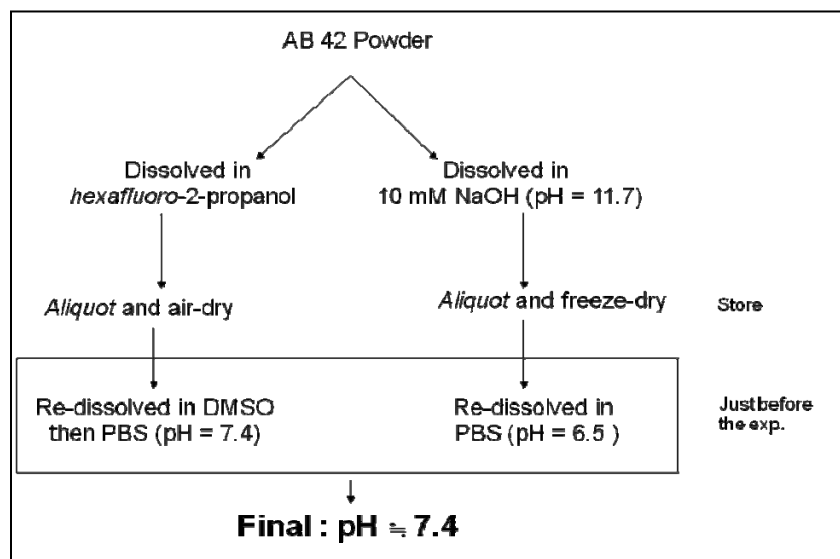 AB 42 Powder
Dissolved in
hexafluoro-2-propanol
Dissolved in
10 mM NaOH (pH = 11.7)
Aliquot and air-dry
Aliquot and freeze-dry
Store
Re-dissolved in DMSO
then PBS (pH = 7.4)
Re-dissolved in
PBS (pH = 6.5 )
Just before
the exp.
Final : pH ≒ 7.4